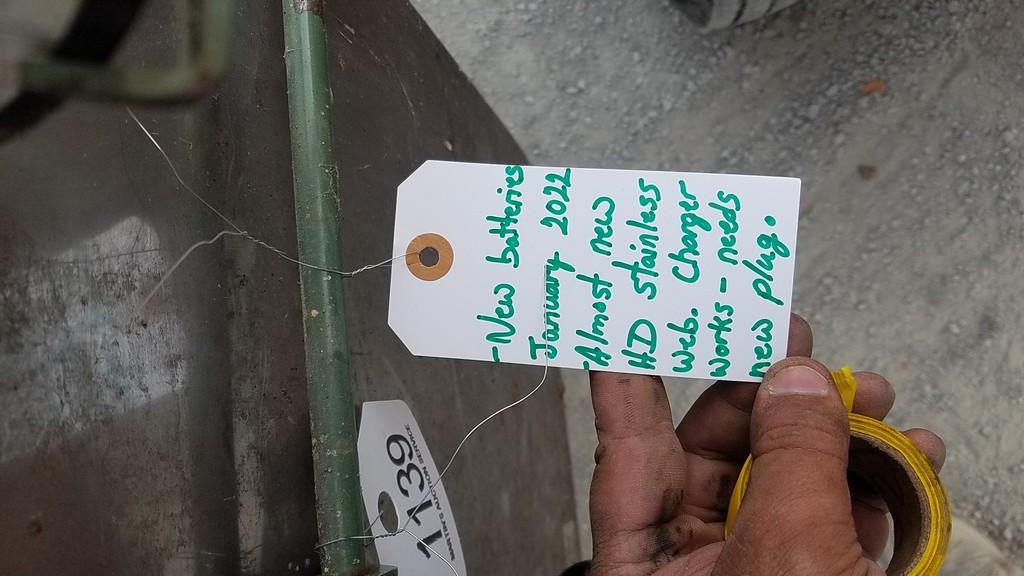 -New batteries
January 2022
-Almost new
HD stainless
web. Charger
works - needs
new plug.
1139